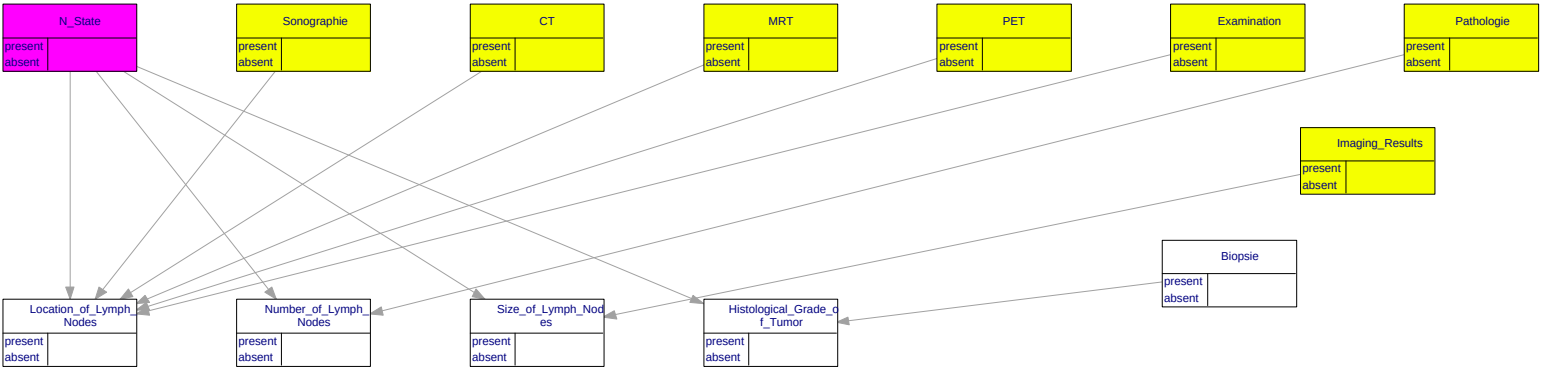 N_State
present
absent
Sonographie
present
absent
CT
present
absent
MRT
present
absent
PET
present
absent
Examination
present
absent
Pathologie
present
absent
Imaging_Results
present
absent
Biopsie
present
absent
Location_of_Lymph_
Nodes
present
absent
Number_of_Lymph_
Nodes
present
absent
Size_of_Lymph_Nod
es
present
absent
Histological_Grade_o
f_Tumor
present
absent